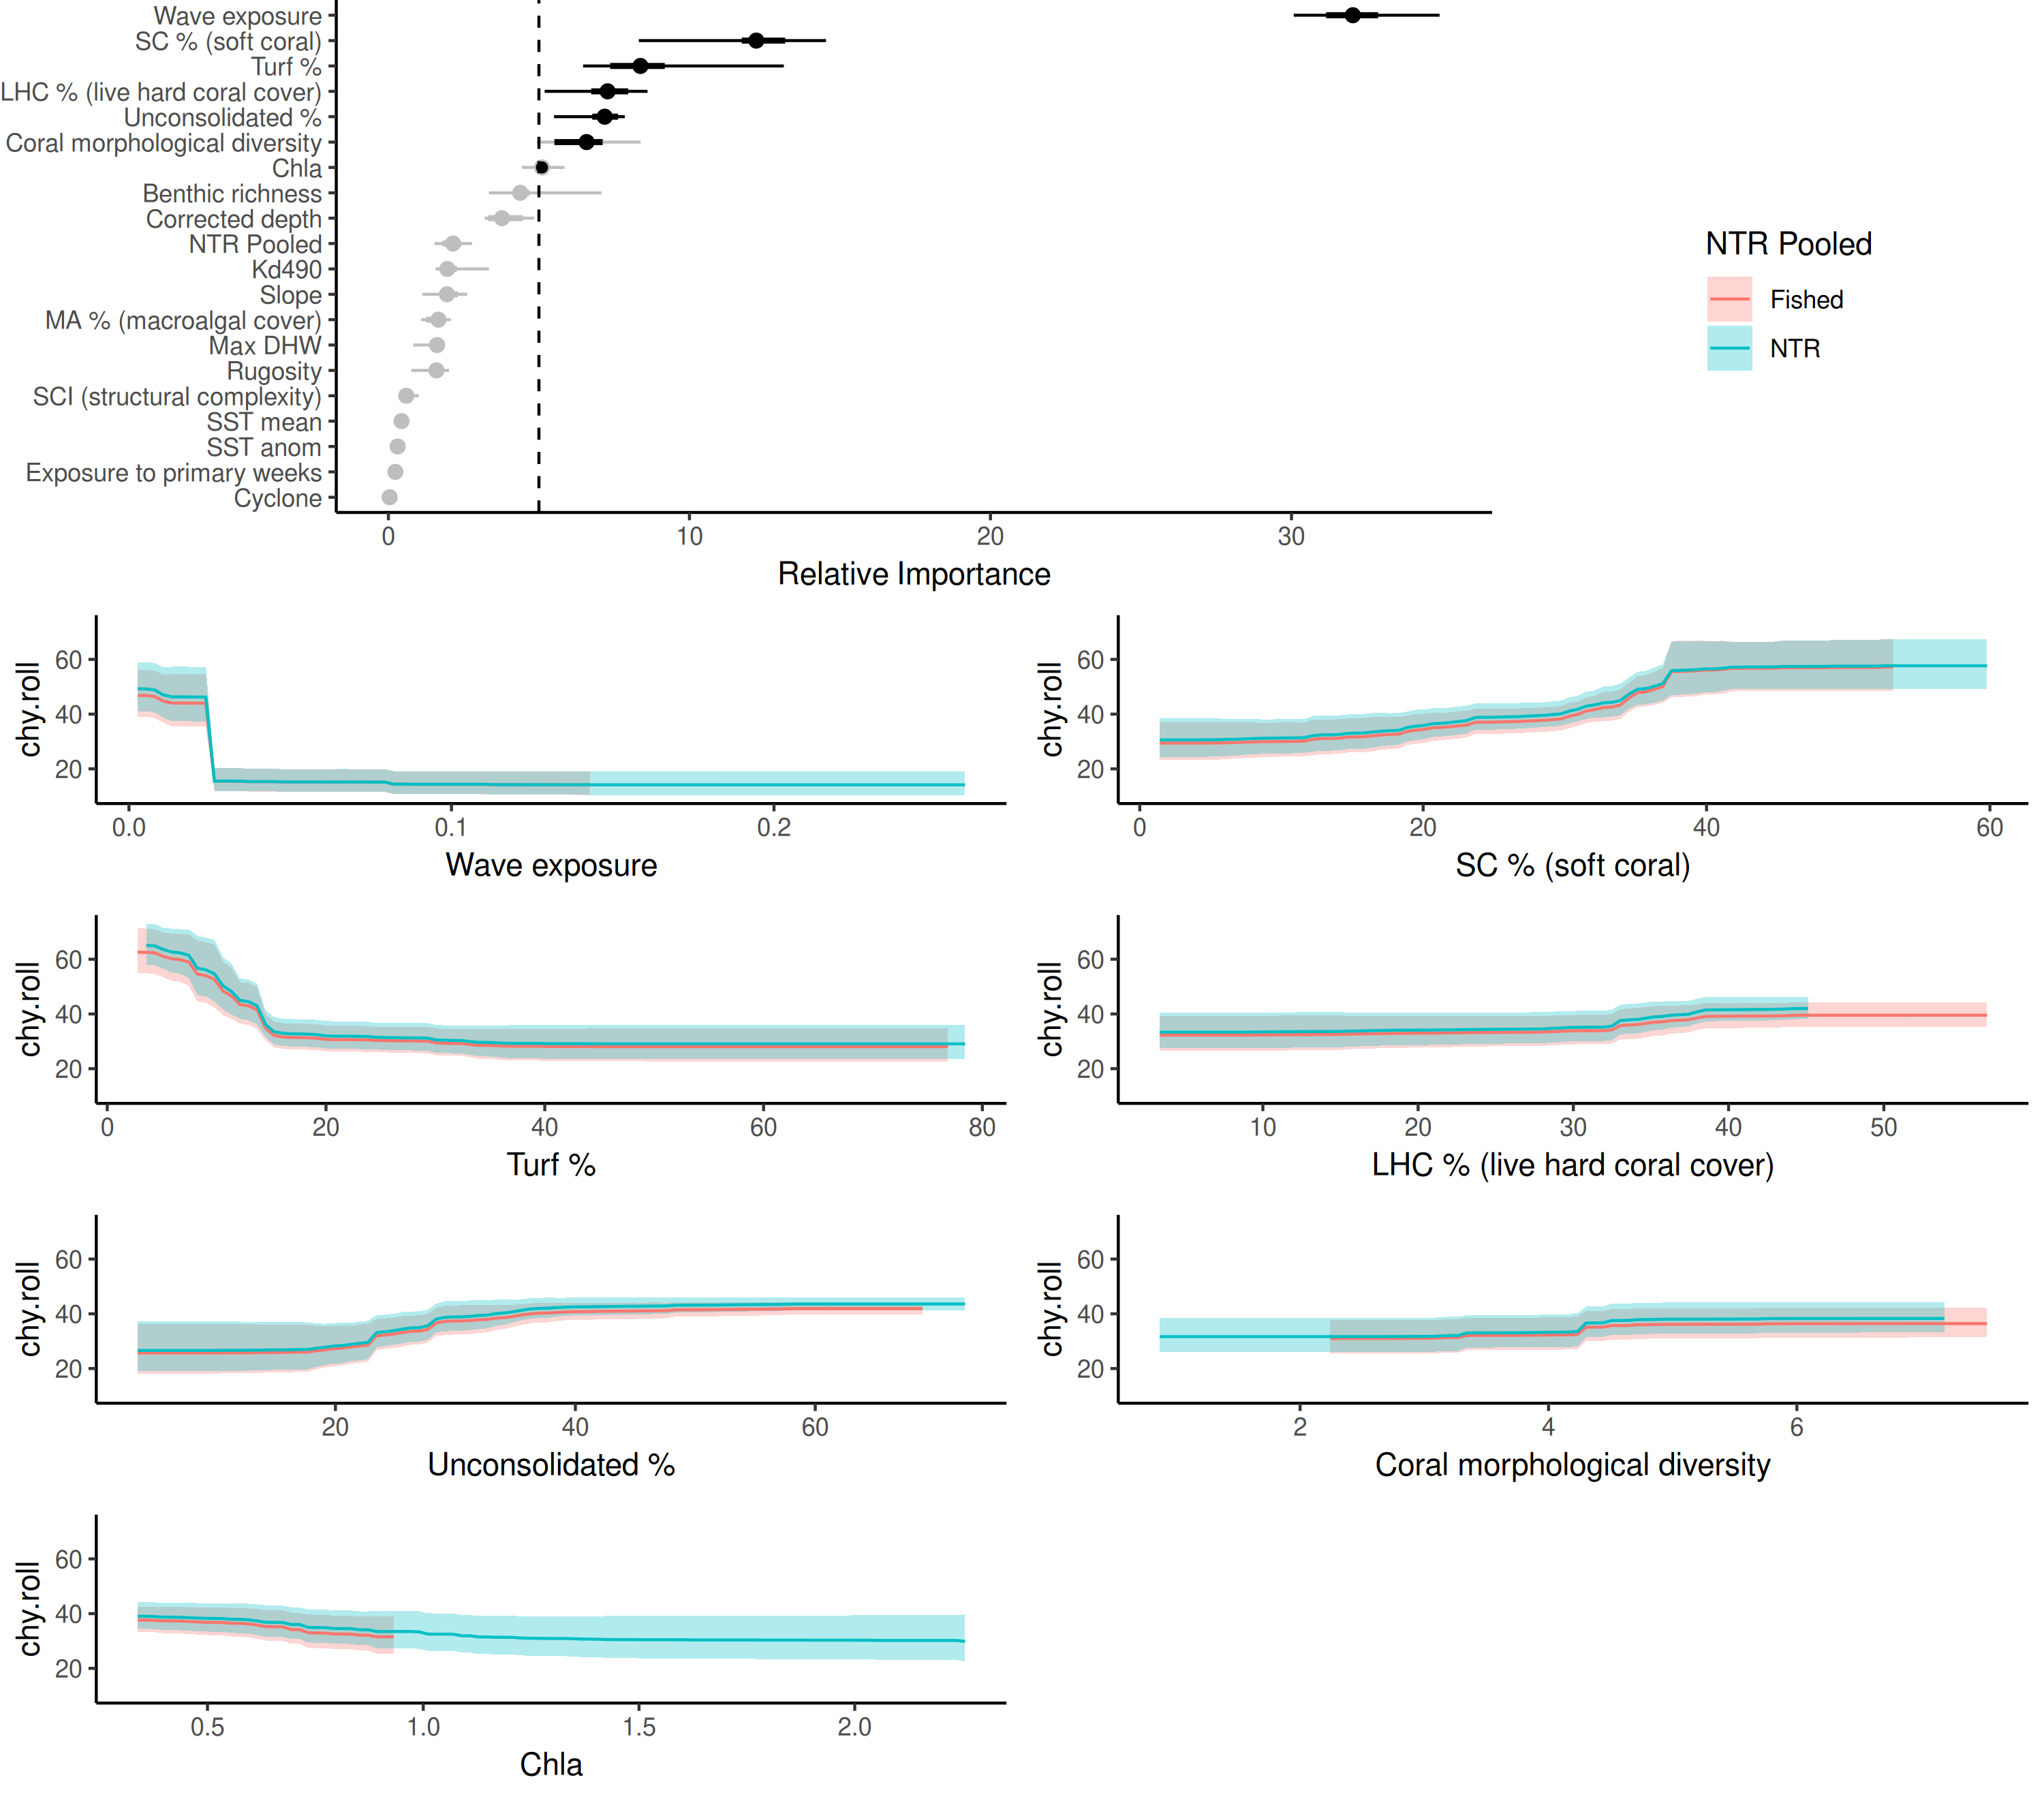 Wave exposure
SC % (soft coral)
Turf %
LHC % (live hard coral cover)
Unconsolidated %
Coral morphological diversity
Chla
Benthic richness
Corrected depth
NTR Pooled
Kd490
Slope
MA % (macroalgal cover)
Max DHW
Rugosity
SCI (structural complexity)
SST mean
SST anom
Exposure to primary weeks
Cyclone
0 10 20 30
Relative Importance
NTR Pooled
Fished
NTR
chy.roll
60
40
20
0.0 0.1 0.2
Wave exposure
chy.roll
60
40
20
0 20 40 60
SC % (soft coral)
chy.roll
60
40
20
0 20 40 60 80
Turf %
chy.roll
60
40
20
10 20 30 40 50
LHC % (live hard coral cover)
chy.roll
60
40
20
20 40 60
Unconsolidated %
chy.roll
60
40
20
2 4 6
Coral morphological diversity
chy.roll
60
40
20
0.5 1.0 1.5 2.0
Chla